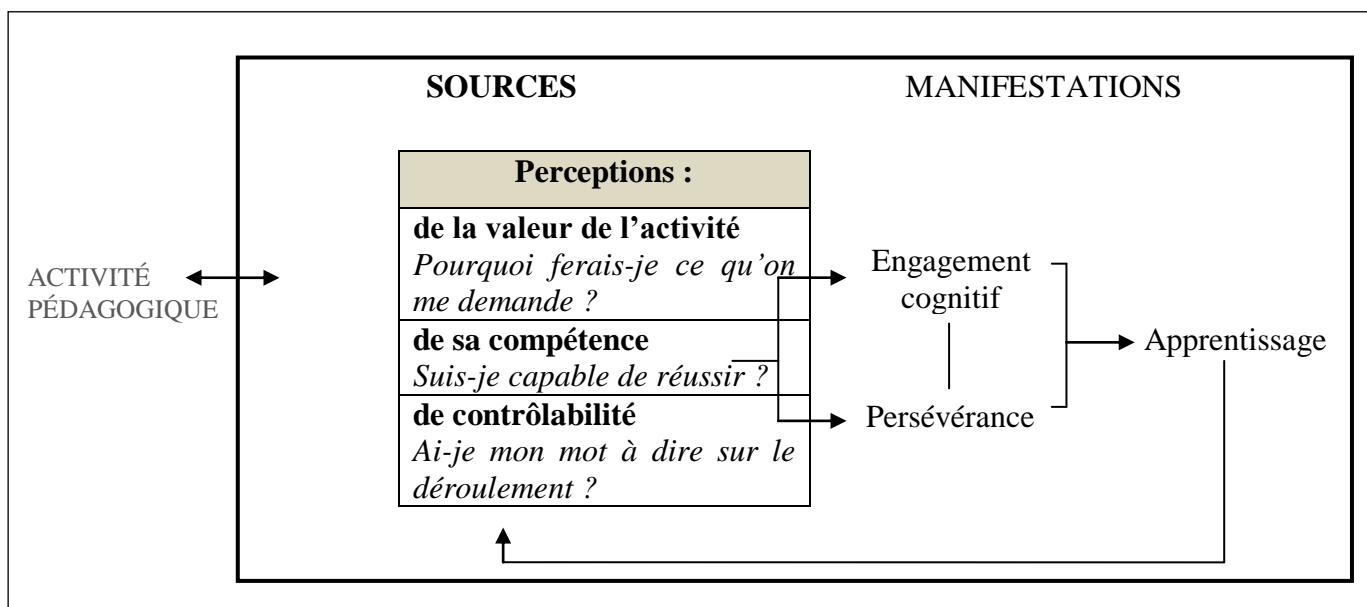 SOURCES
MANIFESTATIONS
Perceptions :
de la valeur de l’activité
Pourquoi ferais-je ce qu’on
me demande ?
de sa compétence
Suis-je capable de réussir ?
de contrôlabilité
Ai-je mon mot à dire sur le
déroulement ?
ACTIVITÉ
PÉDAGOGIQUE
Engagement
cognitif
Persévérance
Apprentissage